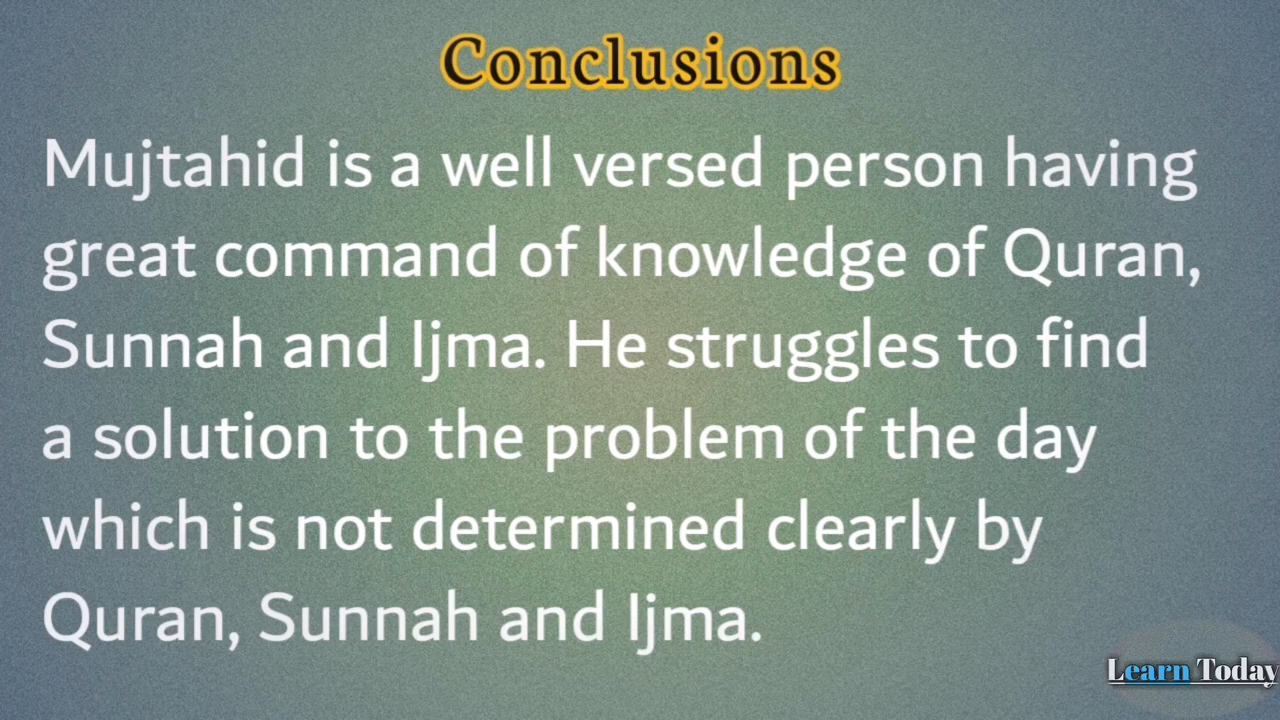 Conclusions
Mujtahid is a well versed person having
great command of knowledge of Quran,
Sunnah and Ijma. He struggles to find
a solution to the problem of the day
which is not determined clearly by
Quran, Sunnah and Ijma.
Learn Today